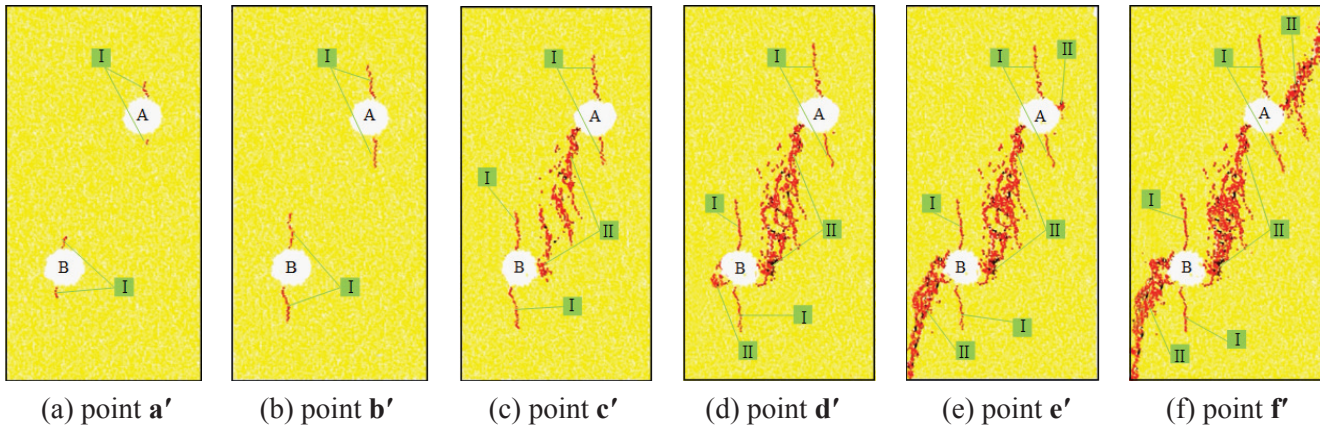 I
A
B
I
I
A
I
B
I
A
I
II
B
I
I
A
I
II
B
I
II
I
II
A
I
II
B
I
II
II
I
A
I
II
B
I
II
(a) point a′
(b) point b′
(c) point c′
(d) point d′
(e) point e′
(f) point f′